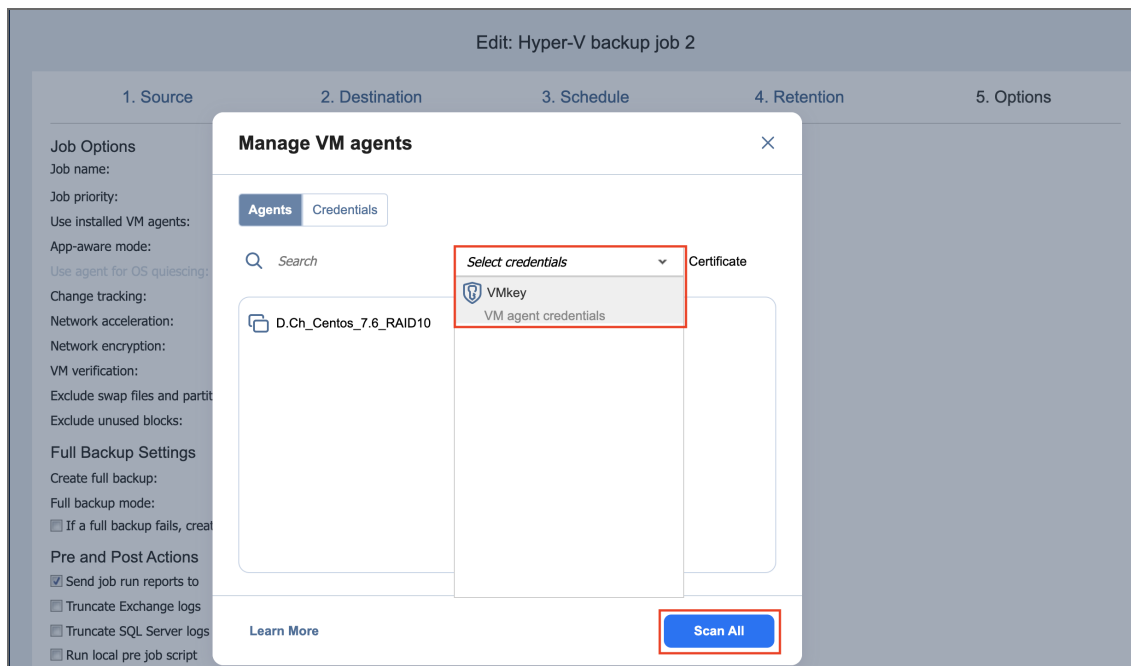 Edit: Hyper-V backup job 2
1. Source
2. Destination
3. Schedule
4. Retention
5. Options
Job Options
Job name:
Job priority:
Use installed VM agents:
App-aware mode:
Use agent for OS quiescing:
Change tracking:
Network acceleration:
Network encryption:
VM verification:
Exclude swap files and partit
Exclude unused blocks:
Full Backup Settings
Create full backup:
Full backup mode:
If a full backup fails, creat
Pre and Post Actions
Send job run reports to
Truncate Exchange logs
Truncate SQL Server logs
Run local pre job script
Manage VM agents
Agents
Credentials
Search
Select credentials
Certificate
VMkey
VM agent credentials
D.Ch_Centos_7.6_RAID10
Learn More
Scan All